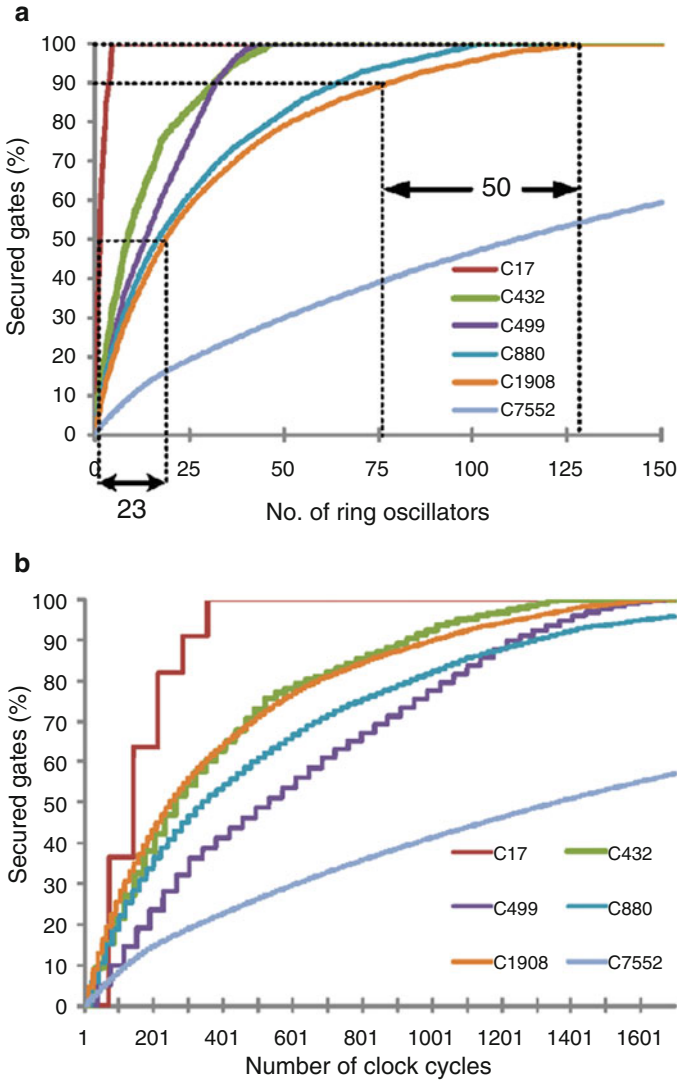 a
100
90
80
70
60
50
40
30
20
10
0
Secured gates (%)
50
C17
C432
C499
C880
C1908
C7552
0 25 50 75 100 125 150
23
No. of ring oscillators
b
100
90
80
70
60
50
40
30
20
10
0
Secured gates (%)
C17 C432
C499 C880
C1908 C7552
1 201 401 601 801 1001 1201 1401 1601
Number of clock cycles